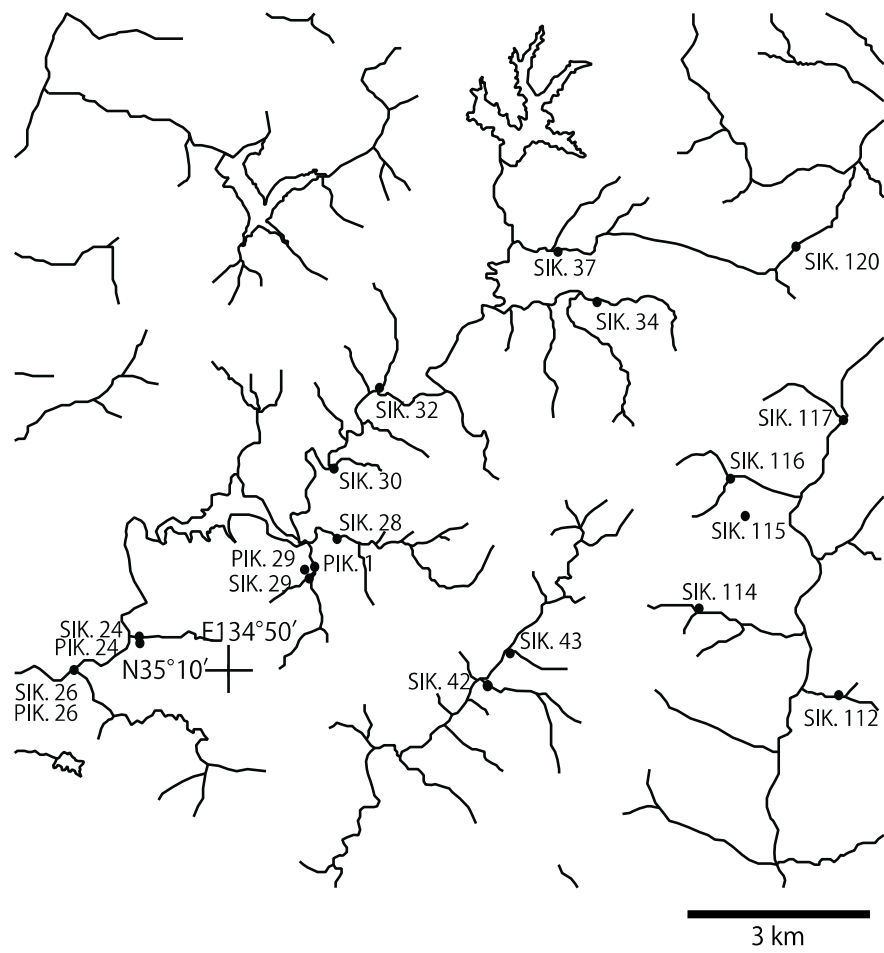 SIK. 37
SIK. 120
SIK. 34
SIK. 32
SIK. 117
SIK. 116
SIK. 30
SIK. 28
SIK. 115
PIK. 29
PIK. 1
SIK. 29
SIK. 114
SIK. 24
E134°50′
PIK. 24
SIK. 43
N35°10′
SIK. 42
SIK. 26
PIK. 26
SIK. 112
3 km